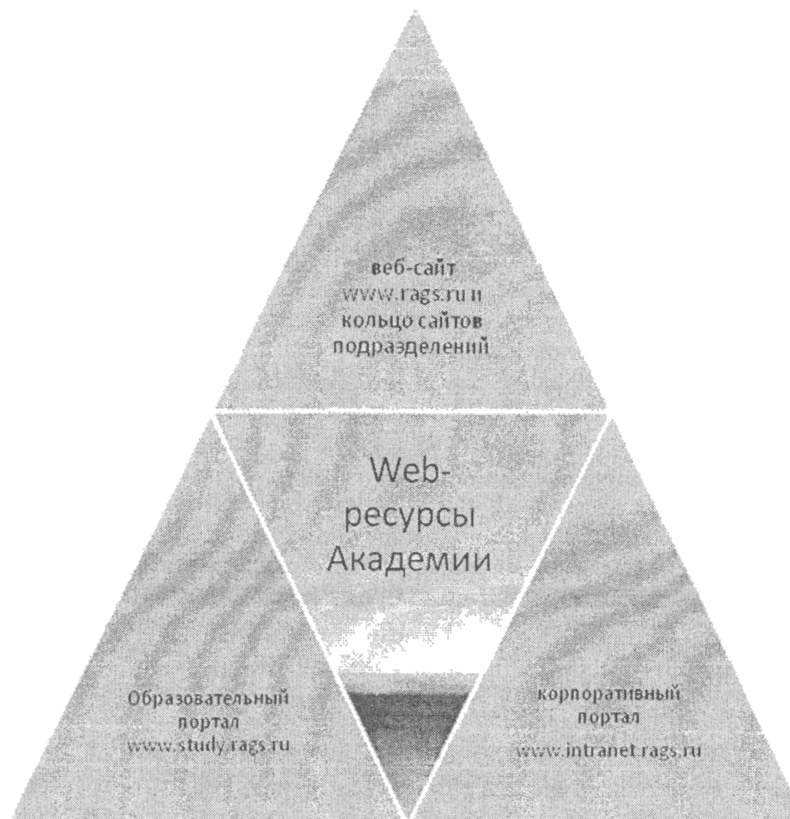 веб-сайт
www.rags.ru и
кольцо сайтов
подразделений
Web-
ресурсы
Академии
Образовательный
портал
www.study.rags.ru
корпоративный
портал
www.intranet.rags.ru